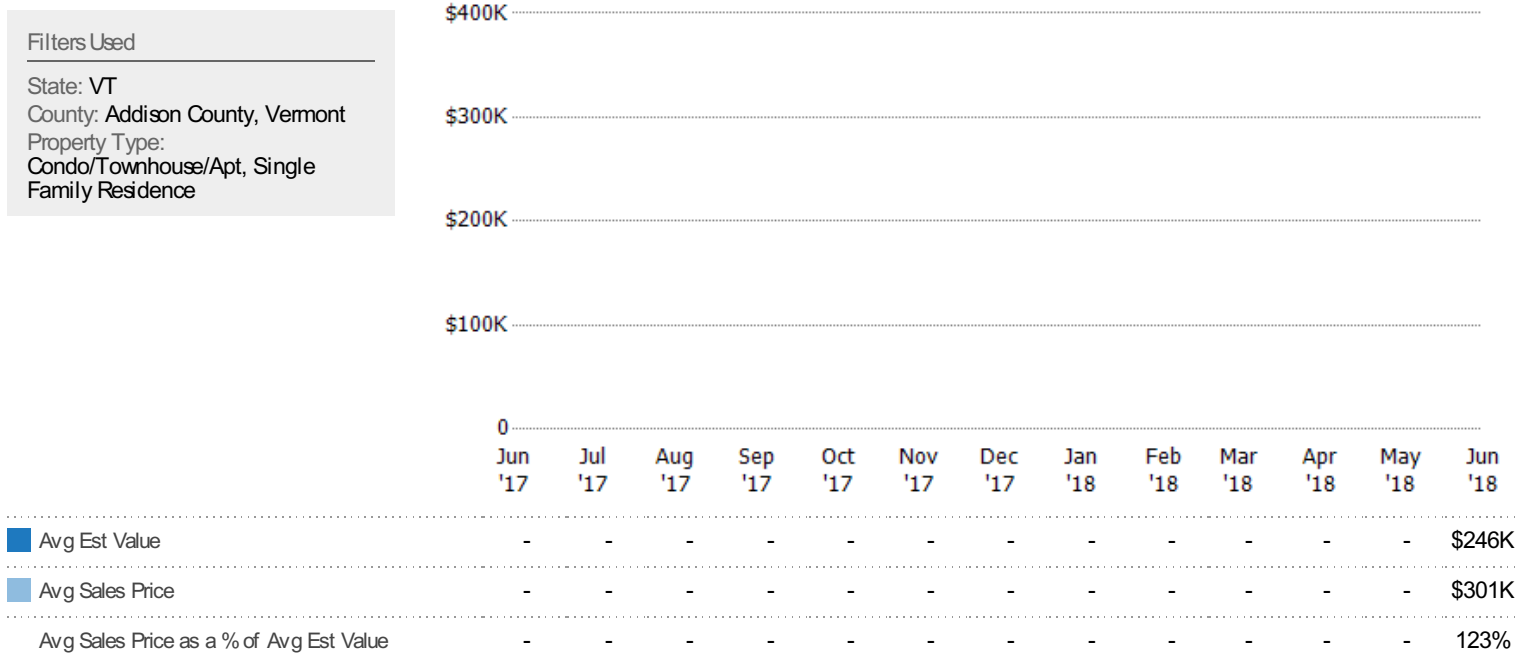 Filters Used
State: VT
County: Addison County, Vermont
Property Type:
Condo/Townhouse/Apt, Single
Family Residence
$400K
$300K
$200K
$100K
0
Jun Jul Aug Sep Oct Nov Dec Jan Feb Mar Apr May Jun
'17 '17 '17 '17 '17 '17 '17 '18 '18 '18 '18 '18 '18
Avg Est Value - - - - - - - - - - - - $246K
Avg Sales Price - - - - - - - - - - - - $301K
Avg Sales Price as a % of Avg Est Value - - - - - - - - - - - - 123%